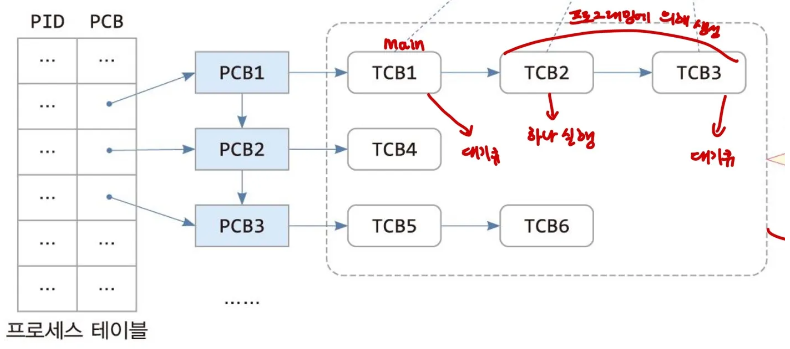 프로그래밍에 의해 생성
PID PCB
Main
... ...
PCB1 TCB1 TCB2 TCB3
...
대기큐 하나 실행 대기큐
... PCB2 TCB4
...
PCB3 TCB5 TCB6
... ...
... ...
......
프로세스 테이블